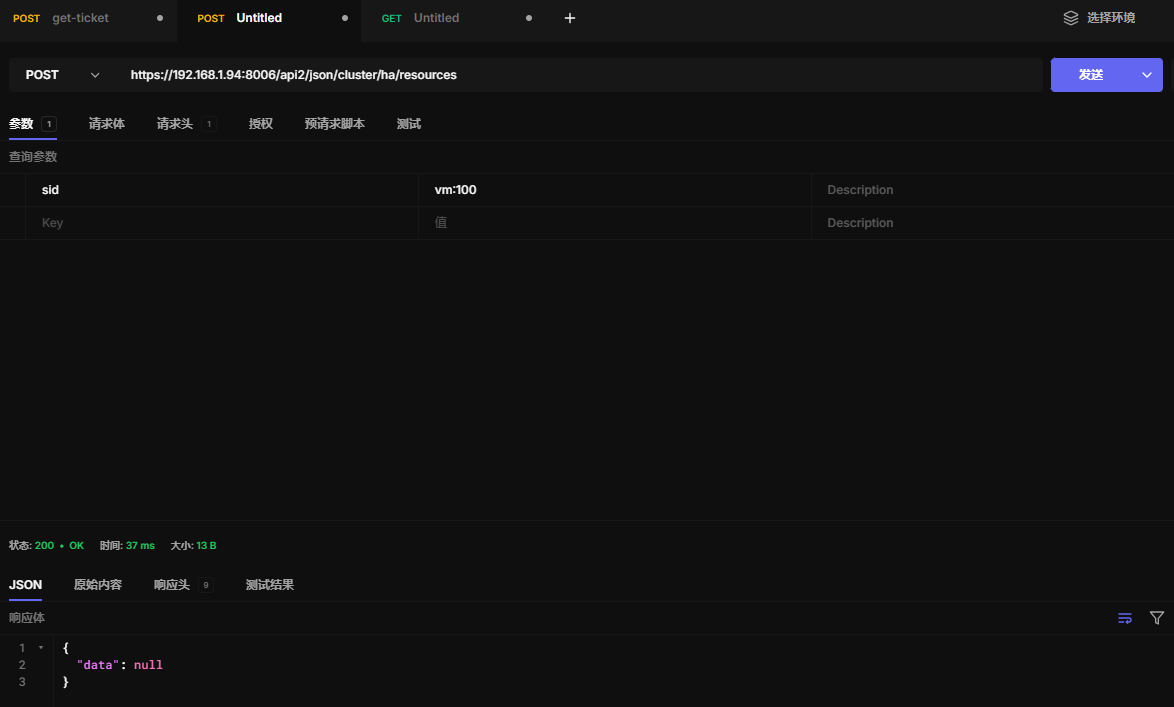 POST get-ticket POST Untitled GET Untitled + 选择环境
POST https://192.168.1.94:8006/api2/json/cluster/ha/resources 发送
参数 1 请求体 请求头 1 授权 预请求脚本 测试
查询参数
sid vm:100 Description
Key 值 Description
状态: 200 • OK 时间: 37 ms 大小: 13 B
JSON 原始内容 响应头 9 测试结果
响应体
1 {
2 "data": null
3 }